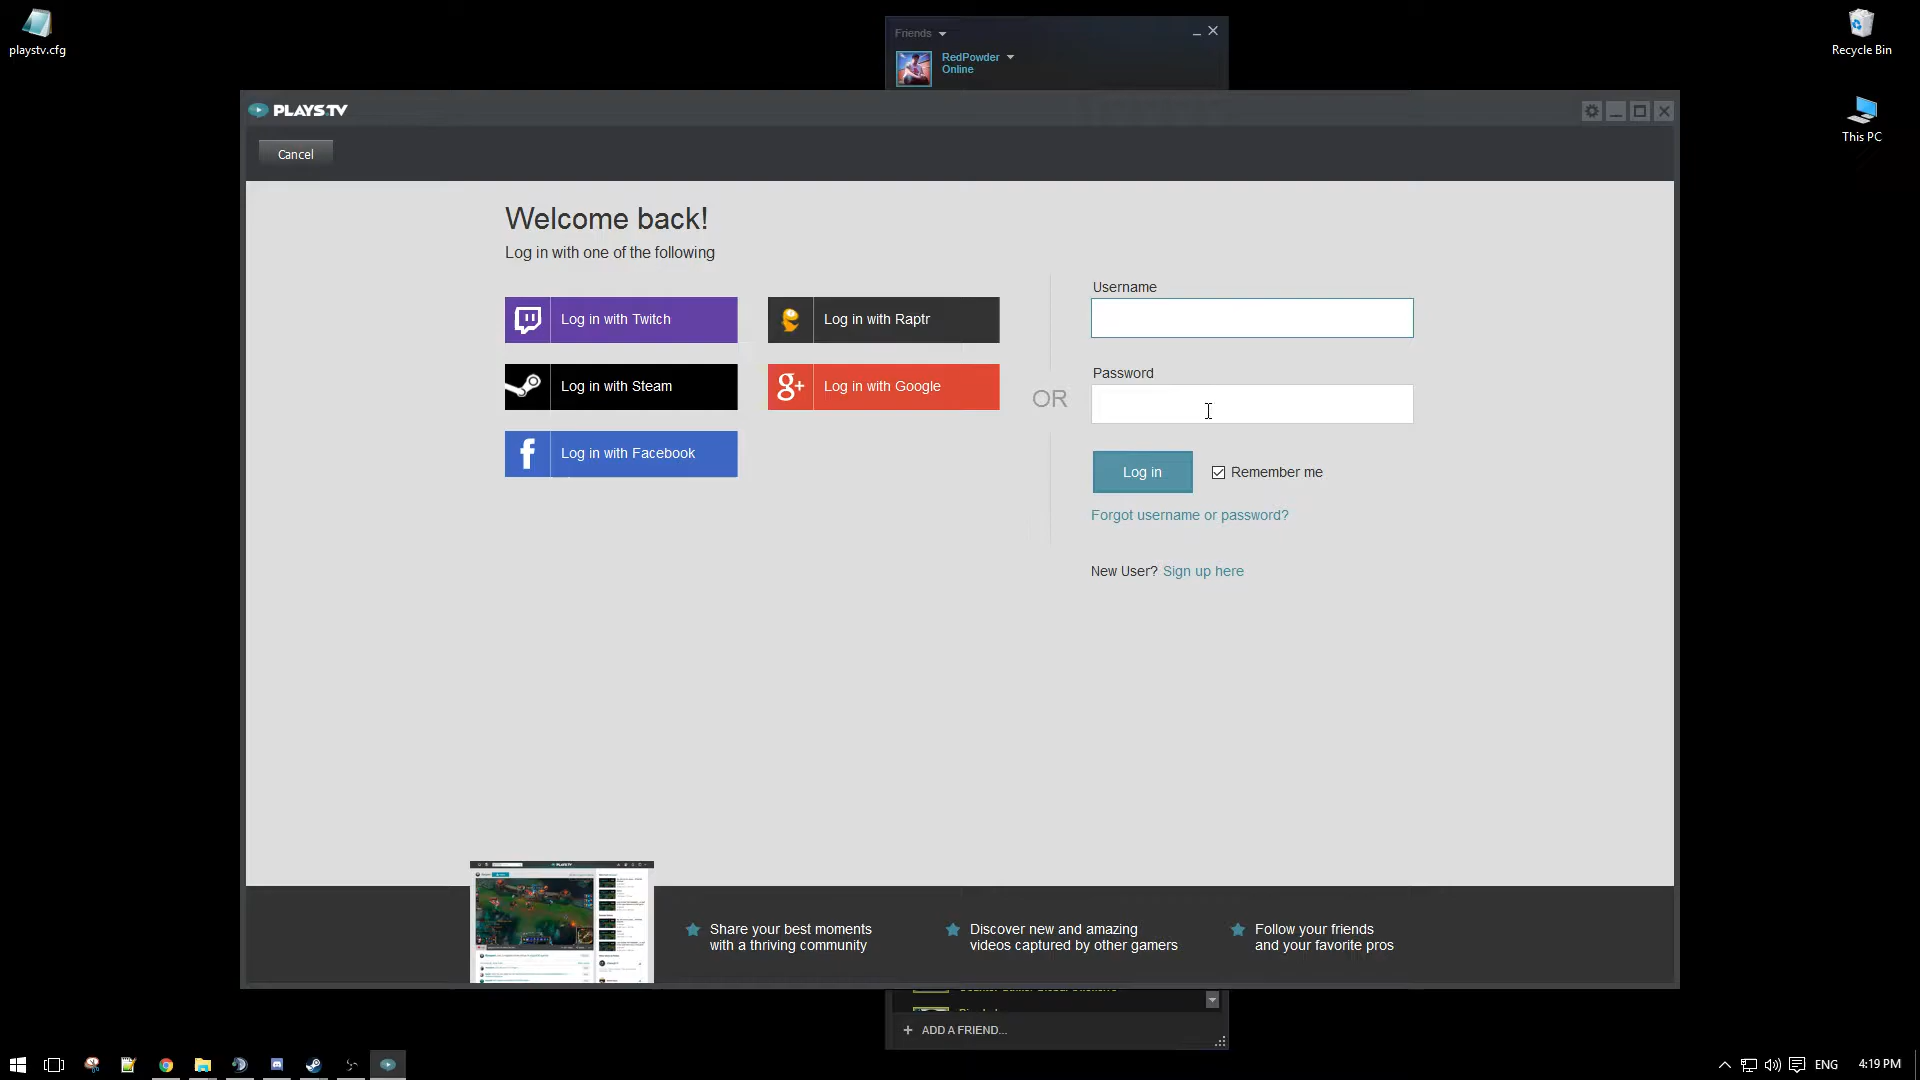 playstv.cfg
Friends
RedPowder
Online
Recycle Bin
This PC
PLAYS.TV
Cancel
Welcome back!
Log in with one of the following
Log in with Twitch
Log in with Raptr
Log in with Steam
Log in with Google
Log in with Facebook
OR
Username
Password
Log in
Remember me
Forgot username or password?
New User? Sign up here
Share your best moments
with a thriving community
Discover new and amazing
videos captured by other gamers
Follow your friends
and your favorite pros
+ ADD A FRIEND...
ENG
4:19 PM